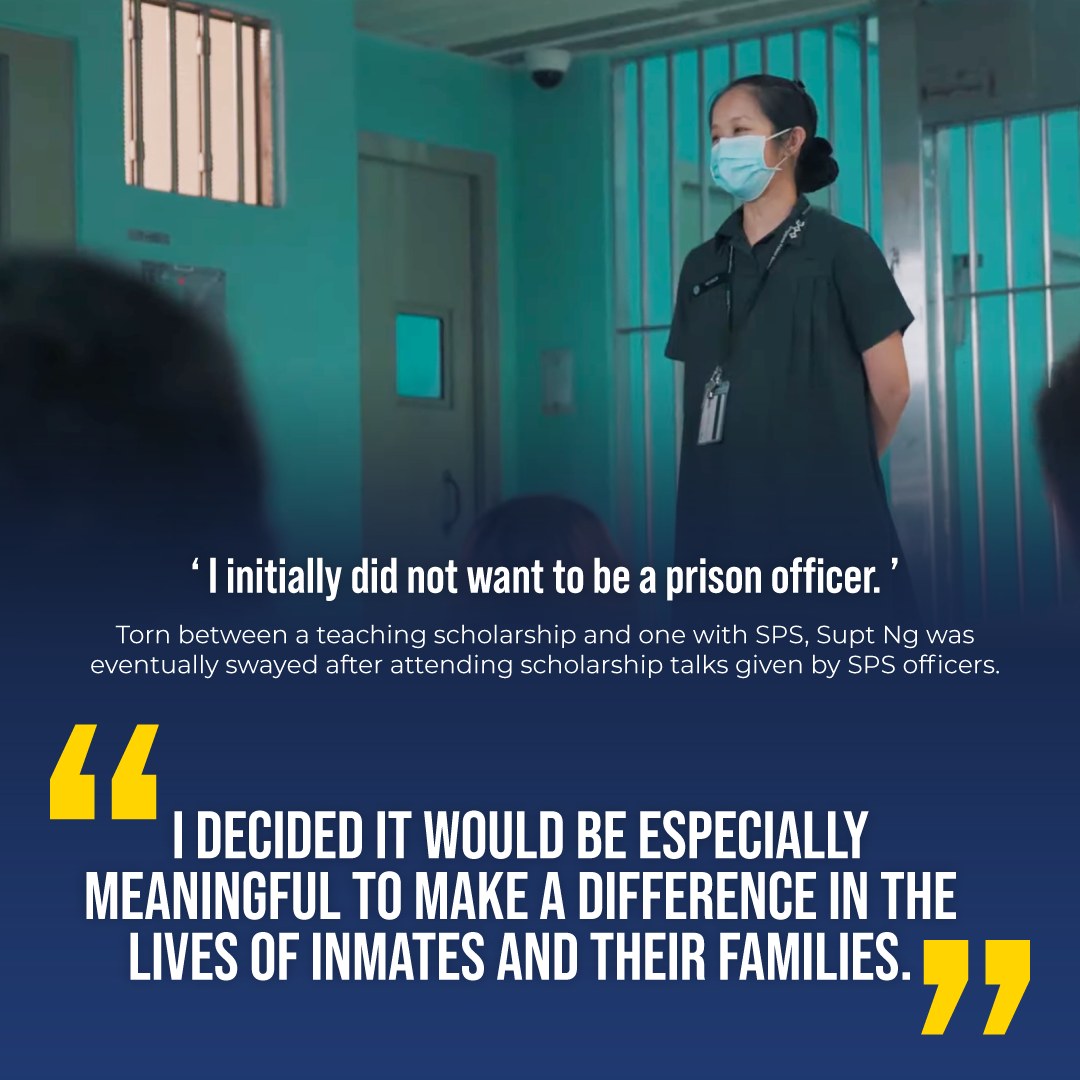 ‘ I initially did not want to be a prison officer. ’
Torn between a teaching scholarship and one with SPS, Supt Ng was
eventually swayed after attending scholarship talks given by SPS officers.
“ I DECIDED IT WOULD BE ESPECIALLY
MEANINGFUL TO MAKE A DIFFERENCE IN THE
LIVES OF INMATES AND THEIR FAMILIES. ”